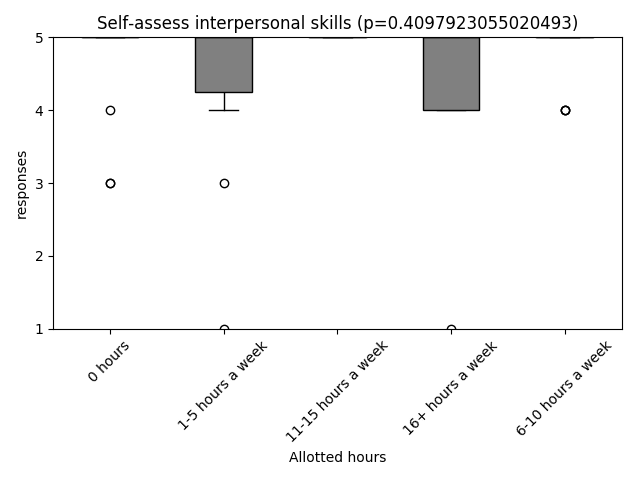 Self-assess interpersonal skills (p=0.4097923055020493)
5
4
3
2
1
responses
0 hours
1-5 hours a week
11-15 hours a week
16+ hours a week
6-10 hours a week
Allotted hours